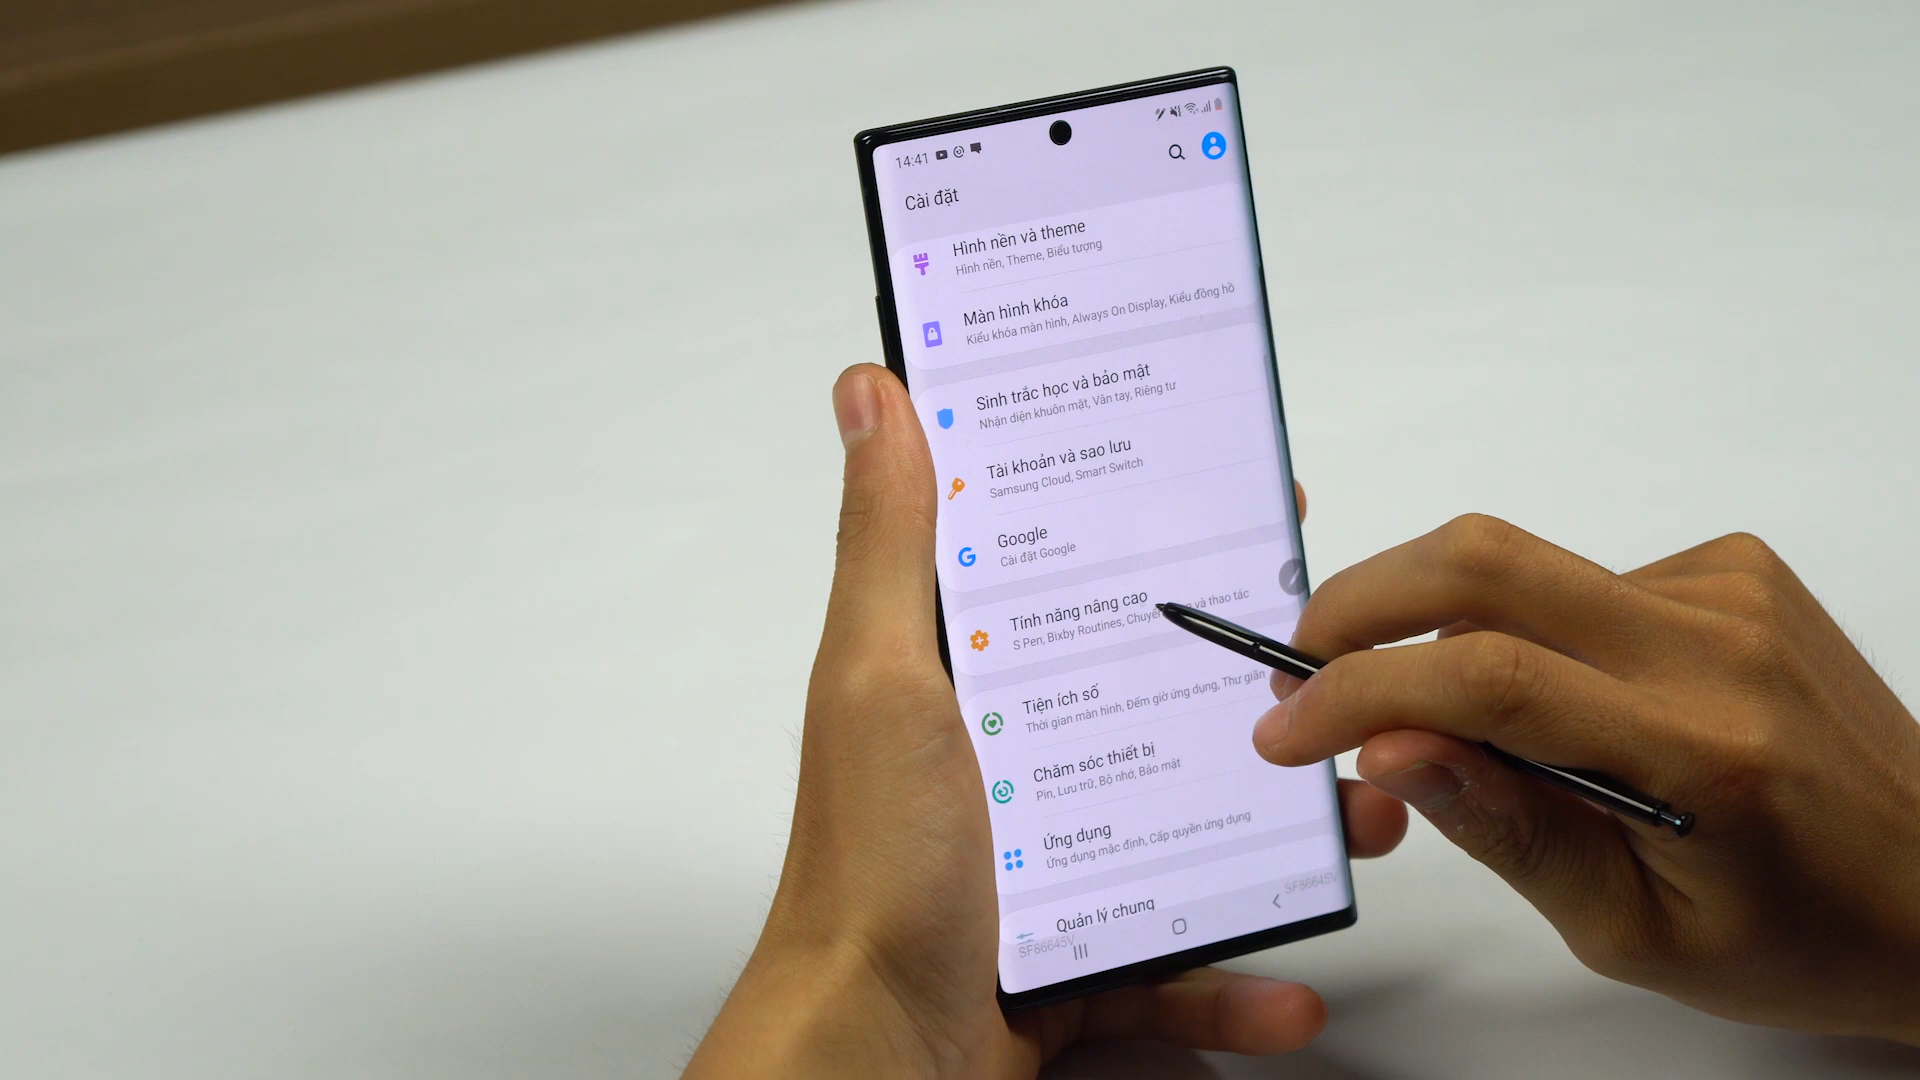 14:41
Cài đặt
Hình nền và theme
Hình nền, Theme, Biểu tượng
Màn hình khóa
Kiểu khóa màn hình, Always On Display, Kiểu đồng hồ
Sinh trắc học và bảo mật
Nhận diện khuôn mặt, Vân tay, Riêng tư
Tài khoản và sao lưu
Samsung Cloud, Smart Switch
Google
Cài đặt Google
Tính năng nâng cao
S Pen, Bixby Routines, và thao tác
Tiện ích số
Thời gian màn hình, Đếm giờ ứng dụng, Thư giãn
Chăm sóc thiết bị
Pin, Lưu trữ, Bộ nhớ, Bảo mật
Ứng dụng
Ứng dụng mặc định, Cấp quyền ứng dụng
Quản lý chung
SF86645V
SF86645V